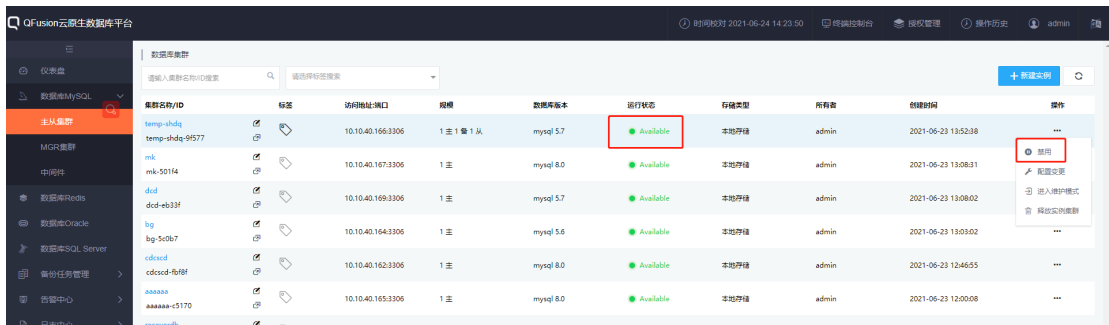 QFusion云原生数据库平台
时间校对 2021-06-24 14:23:50 终端控制台 授权管理 操作历史 admin
仪表盘
数据库MySQL
主从集群
MGR集群
中间件
数据库Redis
数据库Oracle
数据库SQL Server
备份任务管理
告警中心
日志中心
数据库集群
请输入集群名称/ID搜索 请选择标签搜索 新建实例
集群名称/ID 标签 访问地址:端口 规模 数据库版本 运行状态 存储类型 所有者 创建时间 操作
temp-shdq
temp-shdq-9f577 10.10.40.166:3306 1 主 1 备 1 从 mysql 5.7 Available 本地存储 admin 2021-06-23 13:52:38 ...
mk
mk-501f4 10.10.40.167:3306 1 主 mysql 8.0 Available 本地存储 admin 2021-06-23 13:08:31
dcd
dcd-eb33f 10.10.40.169:3306 1 主 mysql 5.7 Available 本地存储 admin 2021-06-23 13:08:02
bg
bg-5c0b7 10.10.40.164:3306 1 主 mysql 5.6 Available 本地存储 admin 2021-06-23 13:03:02 ...
cdcscd
cdcscd-fbf8f 10.10.40.162:3306 1 主 mysql 8.0 Available 本地存储 admin 2021-06-23 12:46:55 ...
aaaaaa
aaaaaa-c5170 10.10.40.165:3306 1 主 mysql 8.0 Available 本地存储 admin 2021-06-23 12:00:08 ...
禁用
配置变更
进入维护模式
释放实例集群